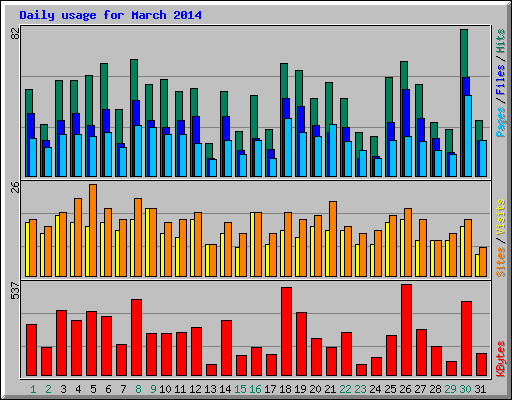 Daily usage for March 2014
82
Pages / Files / Hits
26
Sites / Visits
537
KBytes
1 2 3 4 5 6 7 8 9 10 11 12 13 14 15 16 17 18 19 20 21 22 23 24 25 26 27 28 29 30 31